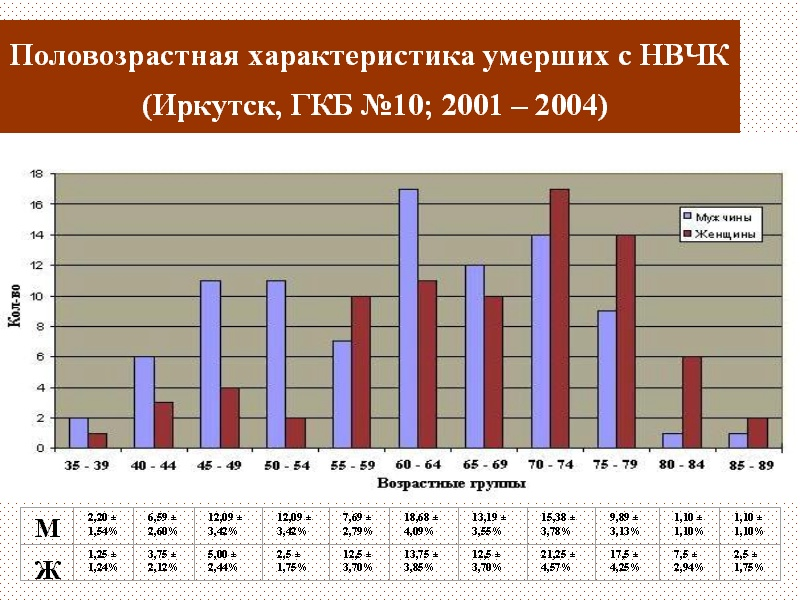 Половозрастная характеристика умерших с НВЧК
(Иркутск, ГКБ №10; 2001 – 2004)
18
16
14
12
10
8
6
4
2
0
Кол-во
Мужчины
Женщины
35 - 39 40 - 44 45 - 49 50 - 54 55 - 59 60 - 64 65 - 69 70 - 74 75 - 79 80 - 84 85 - 89
Возрастные группы
М
2,20 ± 6,59 ± 12,09 ± 12,09 ± 7,69 ± 18,68 ± 13,19 ± 15,38 ± 9,89 ± 1,10 ± 1,10 ±
1,54% 2,60% 3,42% 3,42% 2,79% 4,09% 3,55% 3,78% 3,13% 1,10% 1,10%
Ж
1,25 ± 3,75 ± 5,00 ± 2,5 ± 12,5 ± 13,75 ± 12,5 ± 21,25 ± 17,5 ± 7,5 ± 2,5 ±
1,24% 2,12% 2,44% 1,75% 3,70% 3,85% 3,70% 4,57% 4,25% 2,94% 1,75%